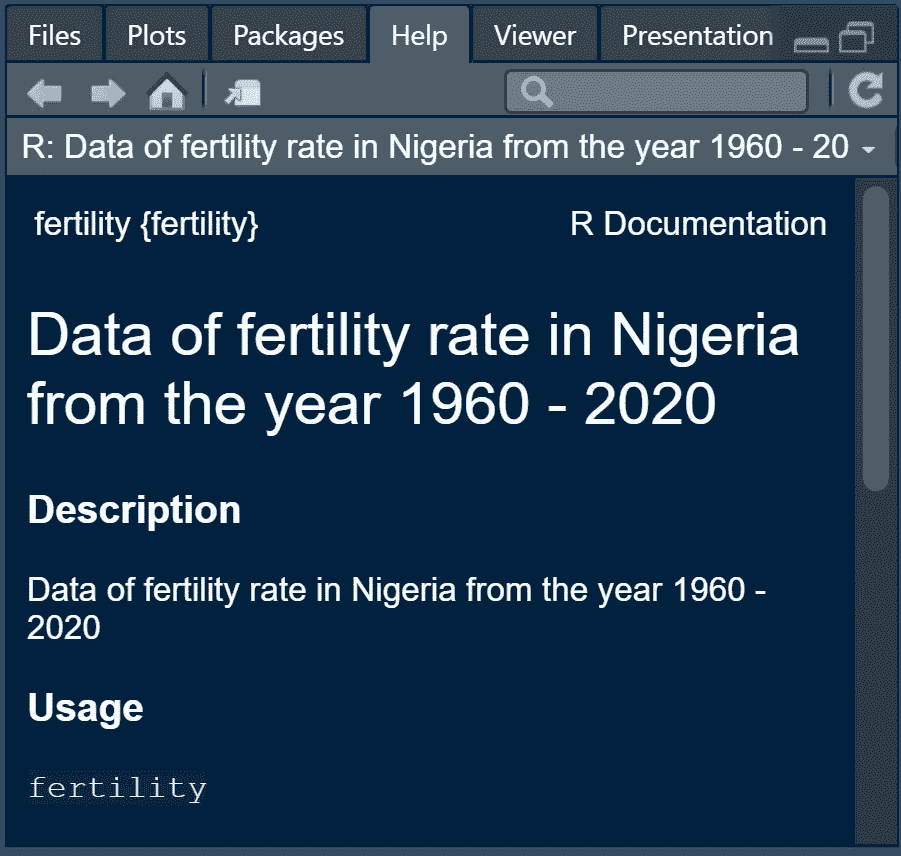 Files Plots Packages Help Viewer Presentation
R: Data of fertility rate in Nigeria from the year 1960 - 20
fertility {fertility} R Documentation
Data of fertility rate in Nigeria
from the year 1960 - 2020
Description
Data of fertility rate in Nigeria from the year 1960 -
2020
Usage
fertility